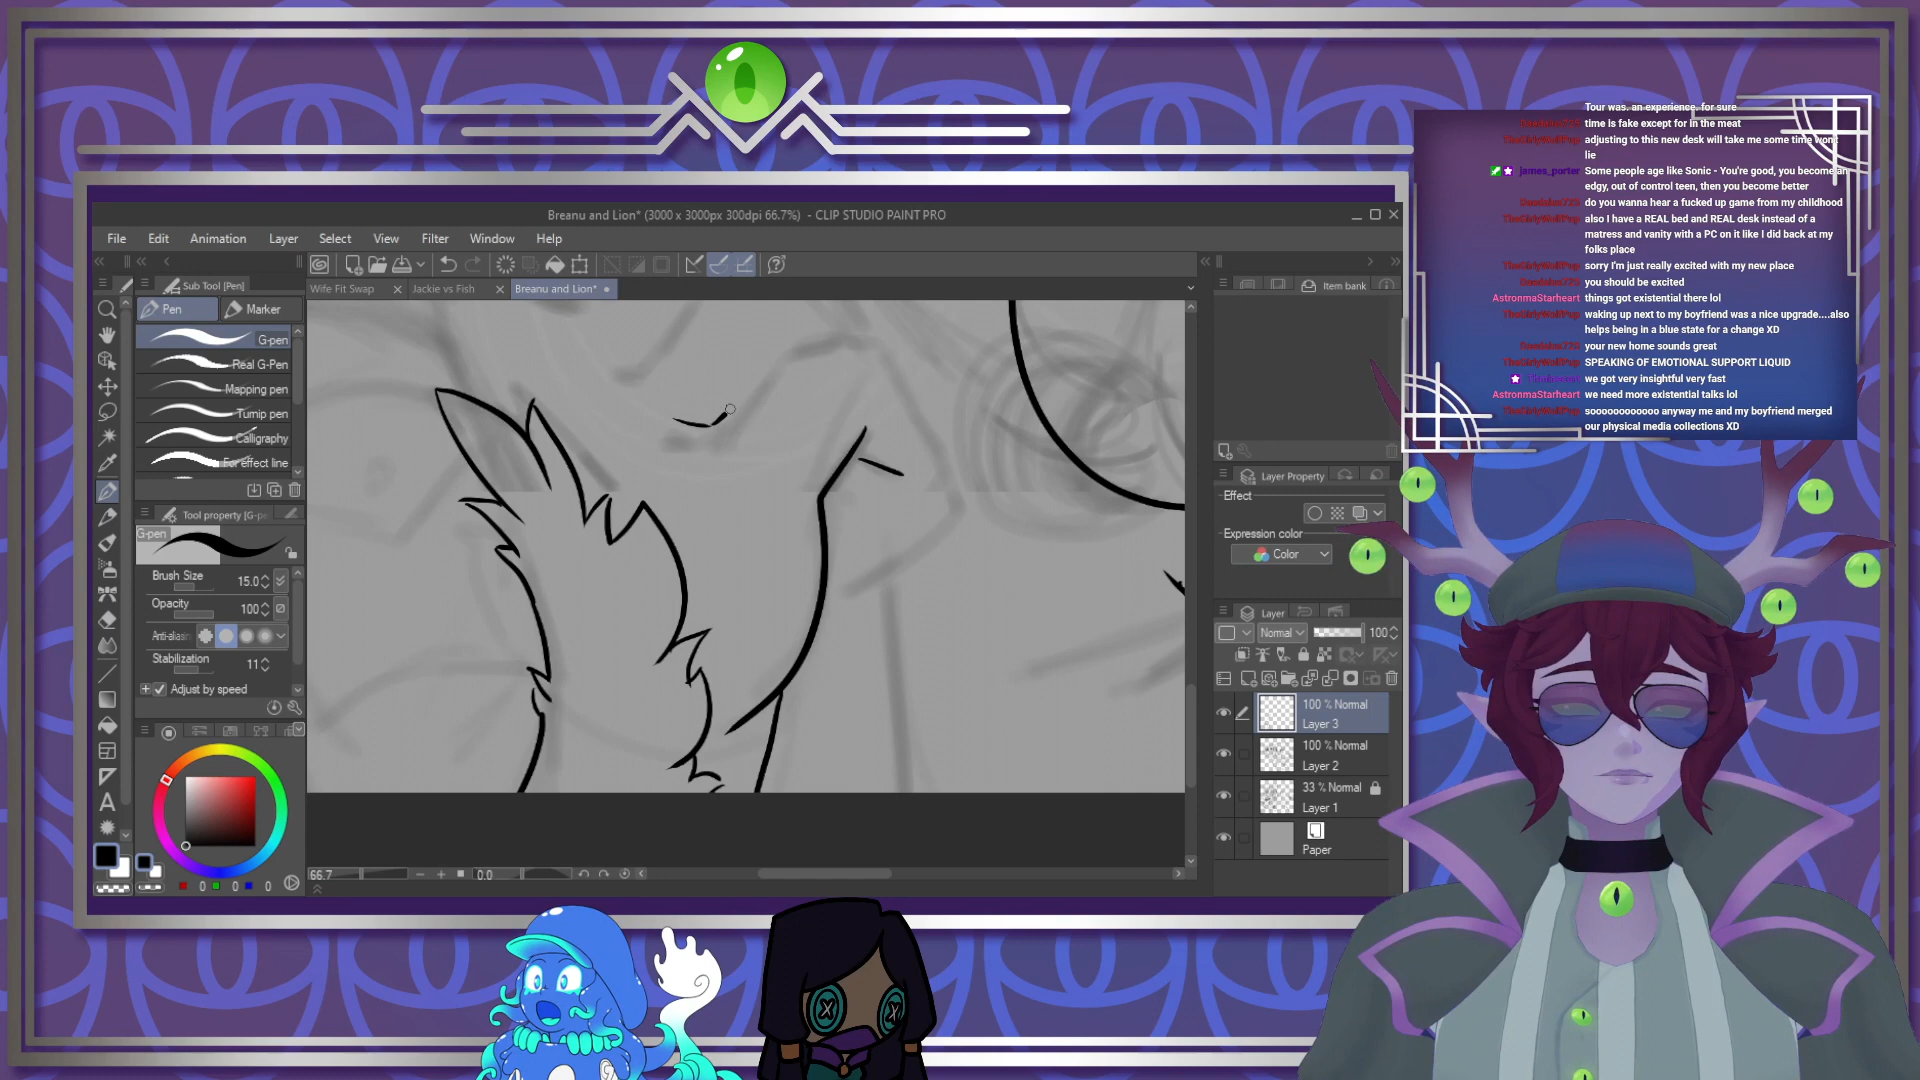 Breanu and Lion* (3000 x 3000px 300dpi 66.7%) - CLIP STUDIO PAINT PRO
File Edit Animation Layer Select View Filter Window Help
Sub Tool [Pen]
Wife Fit Swap Jackie vs Fish Breanu and Lion*
Item bank
Pen Marker
G-pen
Real G-Pen
Mapping pen
Turnip pen
Calligraphy
For effect line
Tool property [G-pe
G-pen
Brush Size 15.0
Opacity 100
Anti-aliasin
Stabilization 11
Adjust by speed
0 0 0
66.7 0.0
Layer Property
Effect
Expression color
Color
Layer
Normal 100
100 % Normal
Layer 3
100 % Normal
Layer 2
33 % Normal
Layer 1
Paper
Tour was. an experience. for sure
time is fake except for in the meat
TheGirlyWolfPup adjusting to this new desk will take me some time wont
lie
james_porter Some people age like Sonic - You're good, you become an
edgy, out of control teen, then you become better
do you wanna hear a fucked up game from my childhood
TheGirlyWolfPup also I have a REAL bed and REAL desk instead of a
matress and vanity with a PC on it like I did back at my
folks place
TheGirlyWolfPup sorry I'm just really excited with my new place
you should be excited
AstronmaStarheart things got existential there lol
TheGirlyWolfPup waking up next to my boyfriend was a nice upgrade....also
helps being in a blue state for a change XD
your new home sounds great
TheGirlyWolfPup SPEAKING OF EMOTIONAL SUPPORT LIQUID
we got very insightful very fast
AstronmaStarheart we need more existential talks lol
TheGirlyWolfPup soooooooooooo anyway me and my boyfriend merged
our physical media collections XD